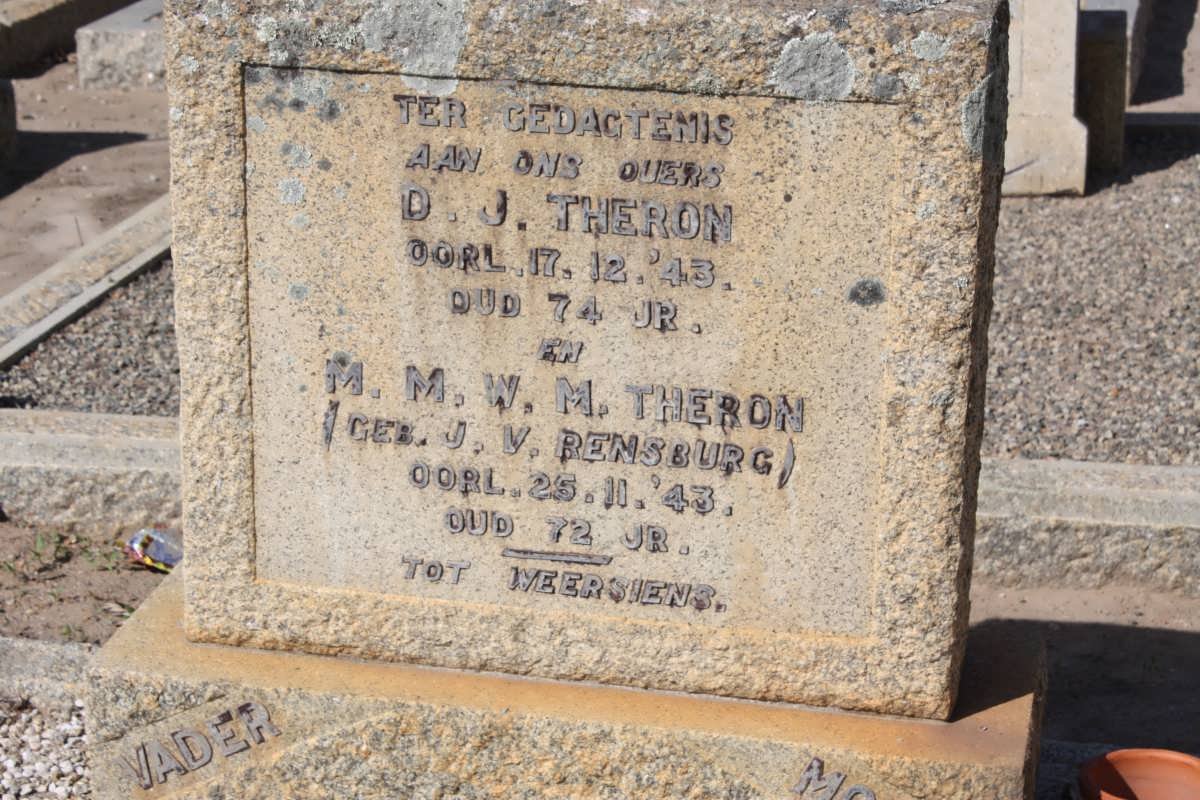 TER GEDAGTENIS
AAN ONS OUERS
D. J. THERON
OORL. 17. 12. '43.
OUD 74 JR.
EN
M. M. W. M. THERON
(GEB. J. V. RENSBURG)
OORL. 25. 11. '43.
OUD 72 JR.
TOT WEERSIENS.
VADER